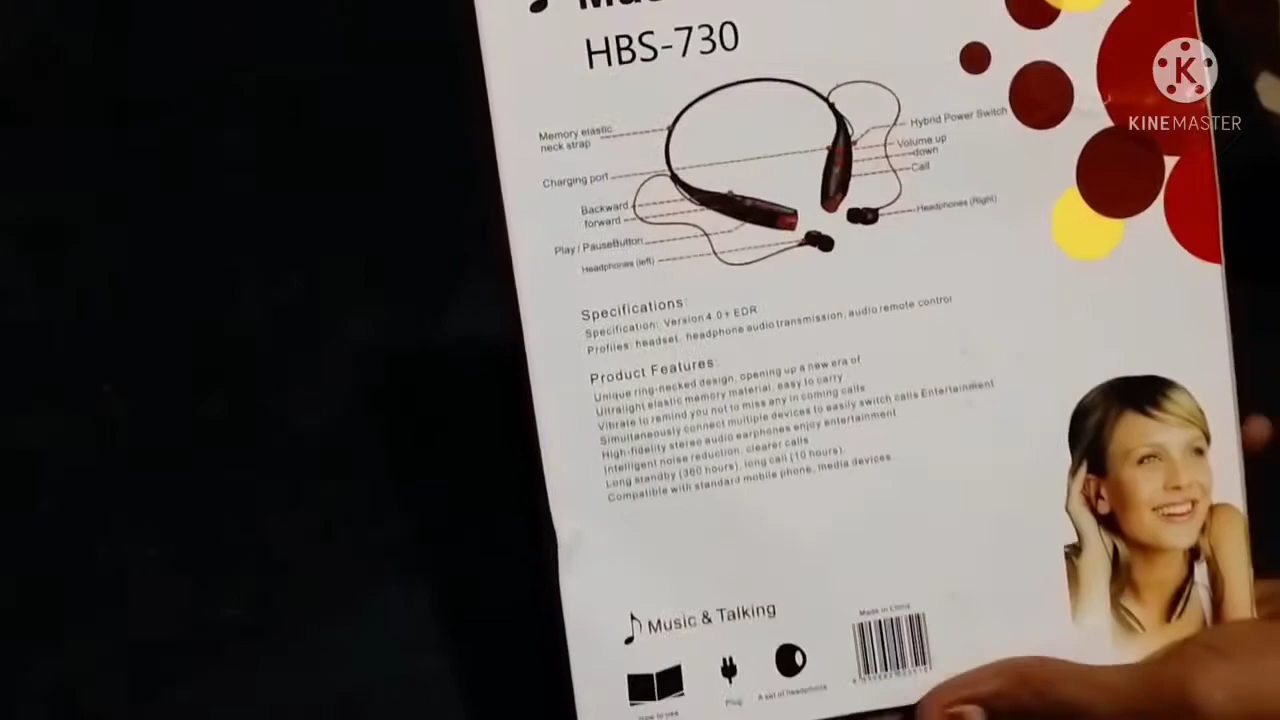 HBS-730
Memory elastic
neck strap
Hybrid Power Switch
Volume up
down
Call
Charging port
Backward
forward
Headphones (Right)
Play / PauseButton
Headphones (left)
Specifications:
Specification: Version4.0+ EDR
Profiles: headset, headphone audio transmission, audio remote control
Product Features:
Unique ring-necked design, opening up a new era of
Ultralight elastic memory material, easy to carry
Vibrate to remind you not to miss any in coming calls
Simultaneously connect multiple devices to easily switch calls Entertainment
High-fidelity stereo audio earphones enjoy entertainment
Intelligent noise reduction, clearer calls
Long standby (360 hours), long call (10 hours)
Compatible with standard mobile phone, media devices
Music & Talking
Made in China
How to use
Plug
A set of headphone
K
KINEMASTER